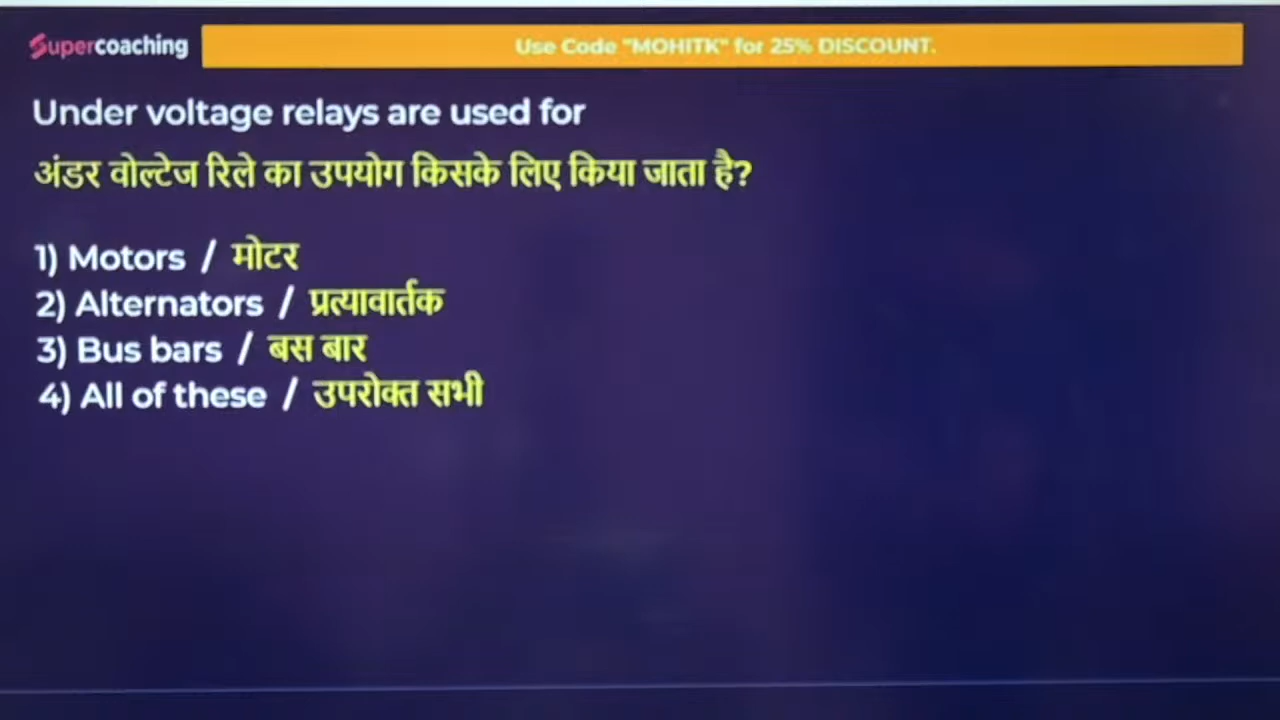 Supercoaching
Use Code "MOHITK" for 25% DISCOUNT.
Under voltage relays are used for
अंडर वोल्टेज रिले का उपयोग किसके लिए किया जाता है?
1) Motors / मोटर
2) Alternators / प्रत्यावार्तक
3) Bus bars / बस बार
4) All of these / उपरोक्त सभी